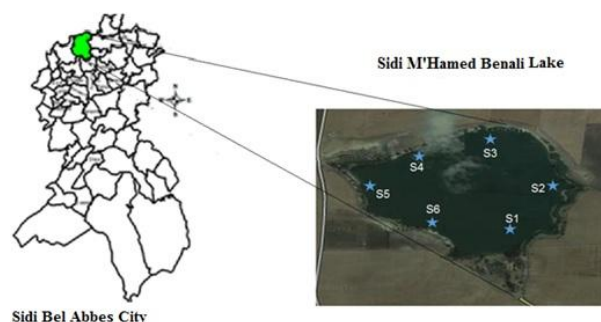 Sidi M'Hamed Benali Lake
S3
S4
S2
S5
S6
S1
Sidi Bel Abbes City